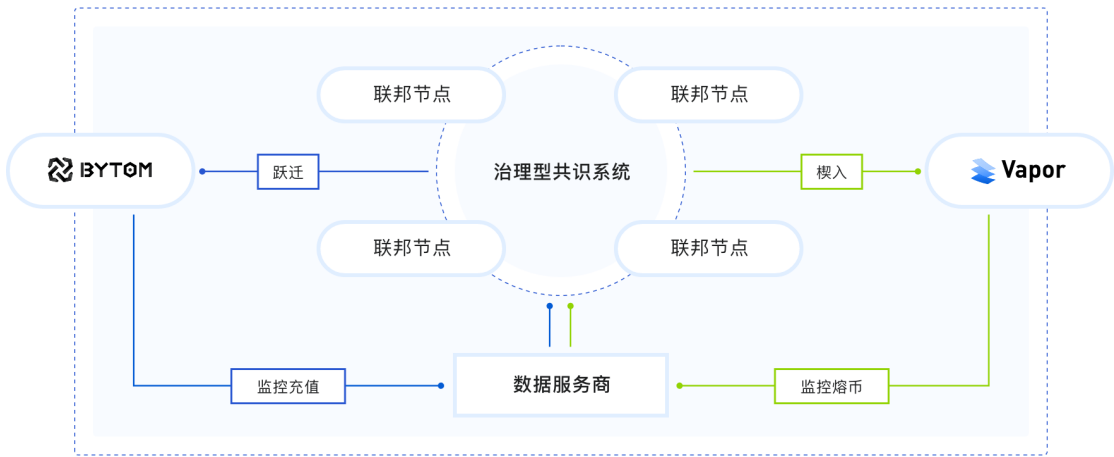 联邦节点
联邦节点
BYTOM
跃迁
治理型共识系统
楔入
Vapor
联邦节点
联邦节点
监控充值
数据服务商
监控熔币